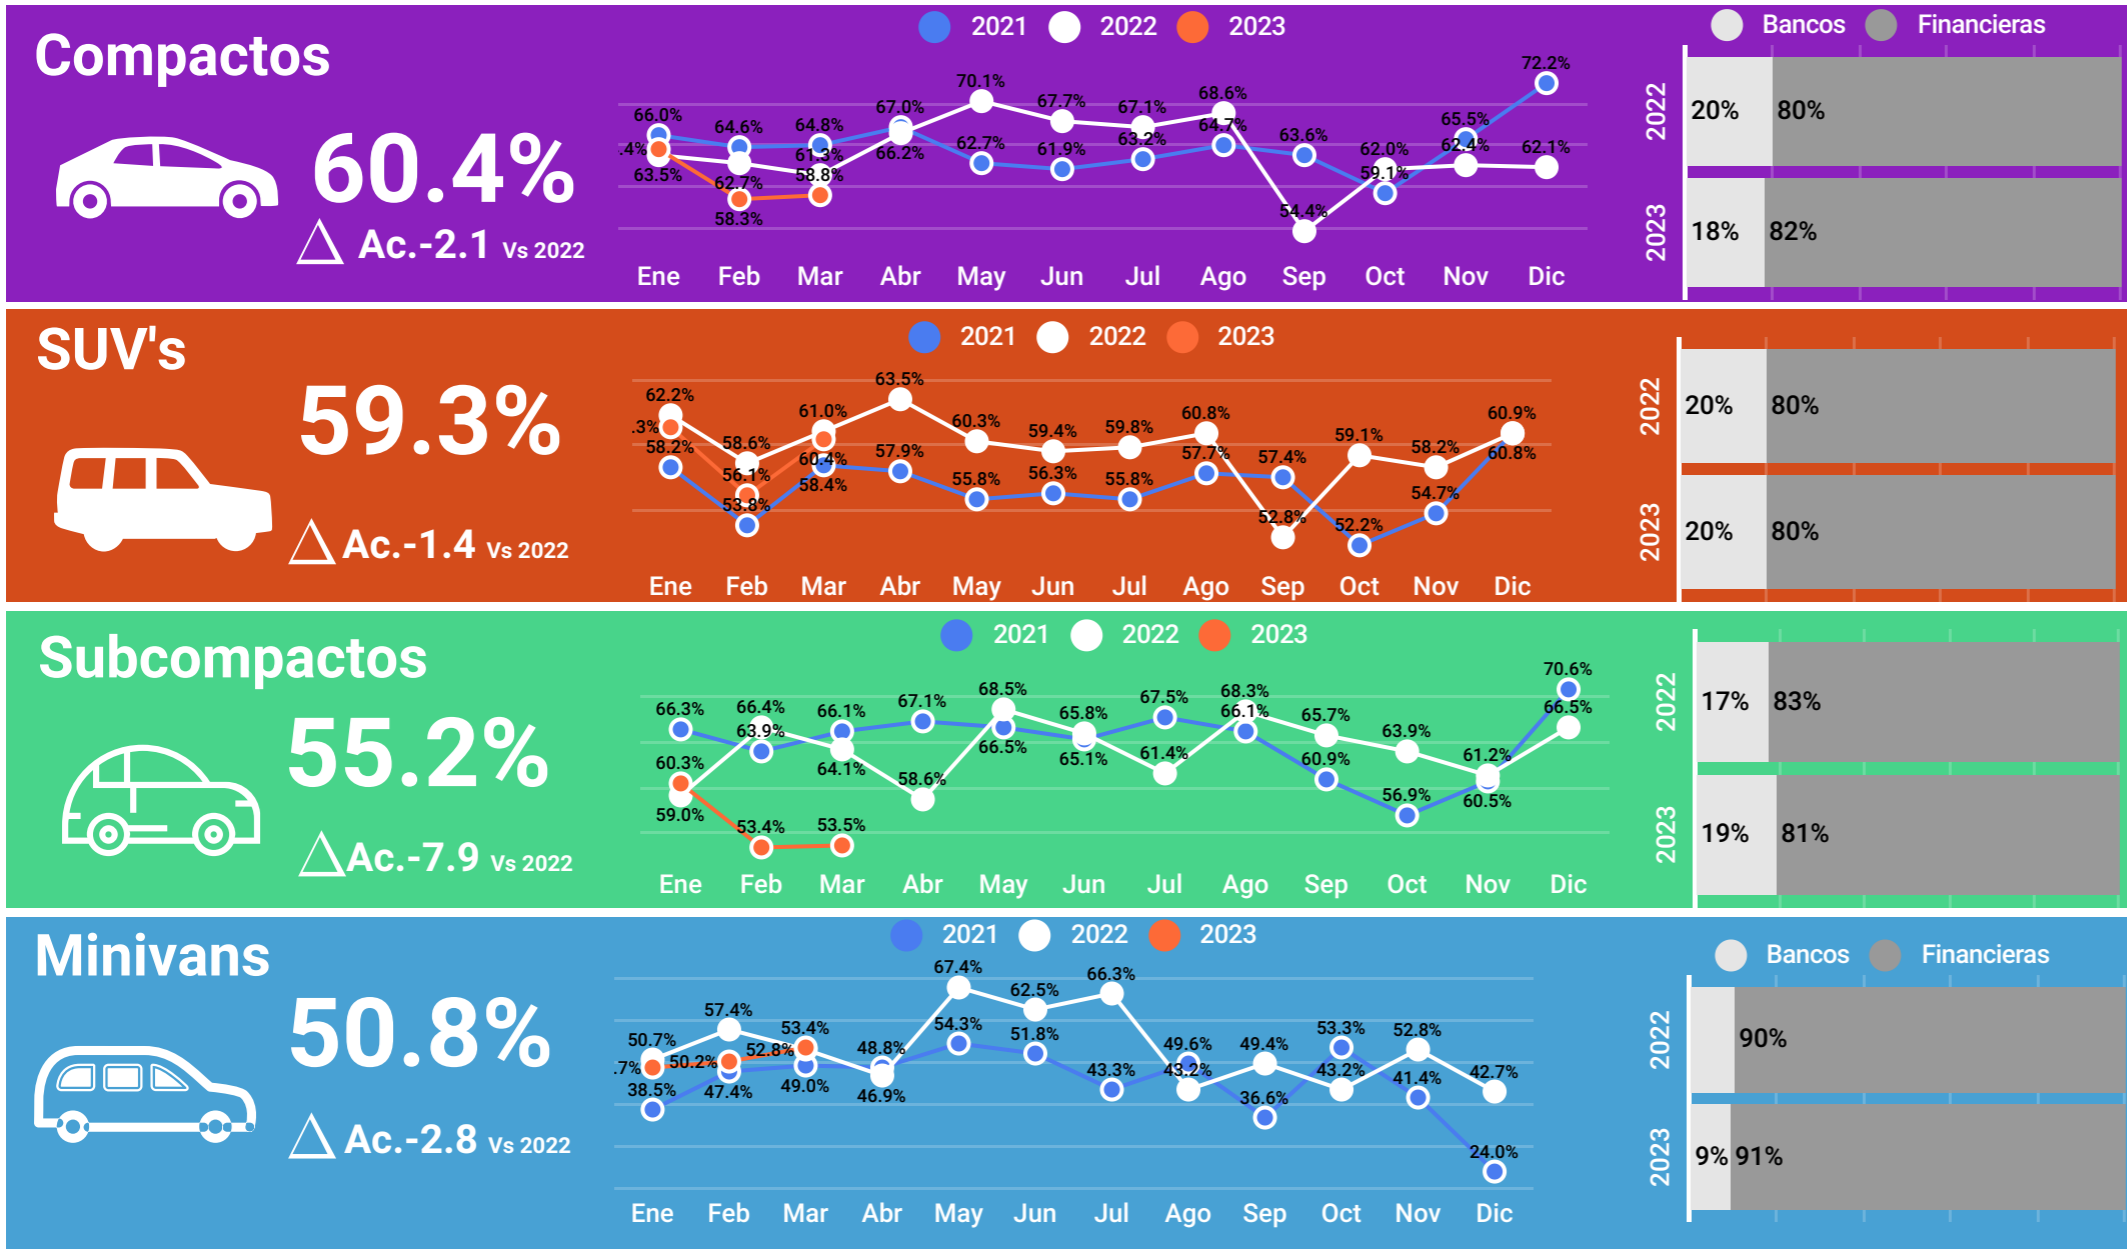 Compactos
60.4%
Ac.-2.1 Vs 2022
2021 2022 2023
66.0% 64.6% 64.8% 67.0% 62.7% 61.9% 63.2% 64.7% 63.6% 59.1% 65.5% 72.2%
63.5% 62.7% 61.3% 66.2% 70.1% 67.7% 67.1% 68.6% 54.4% 62.0% 62.4% 62.1%
.4% 58.3% 58.8%
Ene Feb Mar Abr May Jun Jul Ago Sep Oct Nov Dic
Bancos Financieras
2022 20% 80%
2023 18% 82%
SUV's
59.3%
Ac.-1.4 Vs 2022
2021 2022 2023
62.2% 58.6% 61.0% 63.5% 60.3% 59.4% 59.8% 60.8% 52.8% 59.1% 58.2% 60.9%
.3% 56.1% 60.4%
58.2% 53.8% 58.4% 57.9% 55.8% 56.3% 55.8% 57.7% 57.4% 52.2% 54.7% 60.8%
Ene Feb Mar Abr May Jun Jul Ago Sep Oct Nov Dic
2022 20% 80%
2023 20% 80%
Subcompactos
55.2%
Ac.-7.9 Vs 2022
2021 2022 2023
66.3% 63.9% 66.1% 67.1% 66.5% 65.1% 67.5% 66.1% 60.9% 56.9% 60.5% 70.6%
59.0% 66.4% 64.1% 58.6% 68.5% 65.8% 61.4% 68.3% 65.7% 63.9% 61.2% 66.5%
60.3% 53.4% 53.5%
Ene Feb Mar Abr May Jun Jul Ago Sep Oct Nov Dic
2022 17% 83%
2023 19% 81%
Minivans
50.8%
Ac.-2.8 Vs 2022
2021 2022 2023
50.7% 57.4% 52.8% 46.9% 67.4% 62.5% 66.3% 43.2% 49.4% 43.2% 52.8% 42.7%
.7% 50.2% 53.4%
38.5% 47.4% 49.0% 48.8% 54.3% 51.8% 43.3% 49.6% 36.6% 53.3% 41.4% 24.0%
Ene Feb Mar Abr May Jun Jul Ago Sep Oct Nov Dic
Bancos Financieras
2022 90%
2023 9% 91%